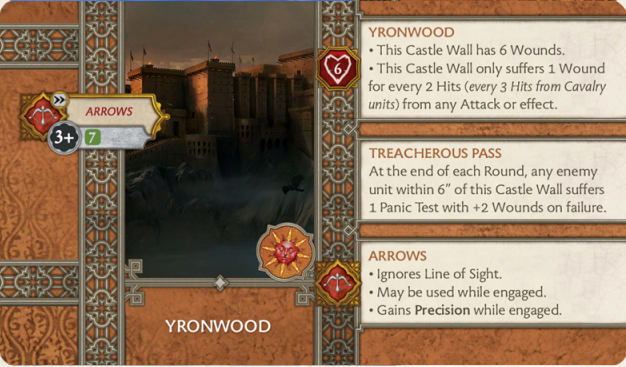 ARROWS
3+
7
YRONWOOD
6
YRONWOOD
• This Castle Wall has 6 Wounds.
• This Castle Wall only suffers 1 Wound
for every 2 Hits (every 3 Hits from Cavalry
units) from any Attack or effect.
TREACHEROUS PASS
At the end of each Round, any enemy
unit within 6" of this Castle Wall suffers
1 Panic Test with +2 Wounds on failure.
ARROWS
• Ignores Line of Sight.
• May be used while engaged.
• Gains Precision while engaged.